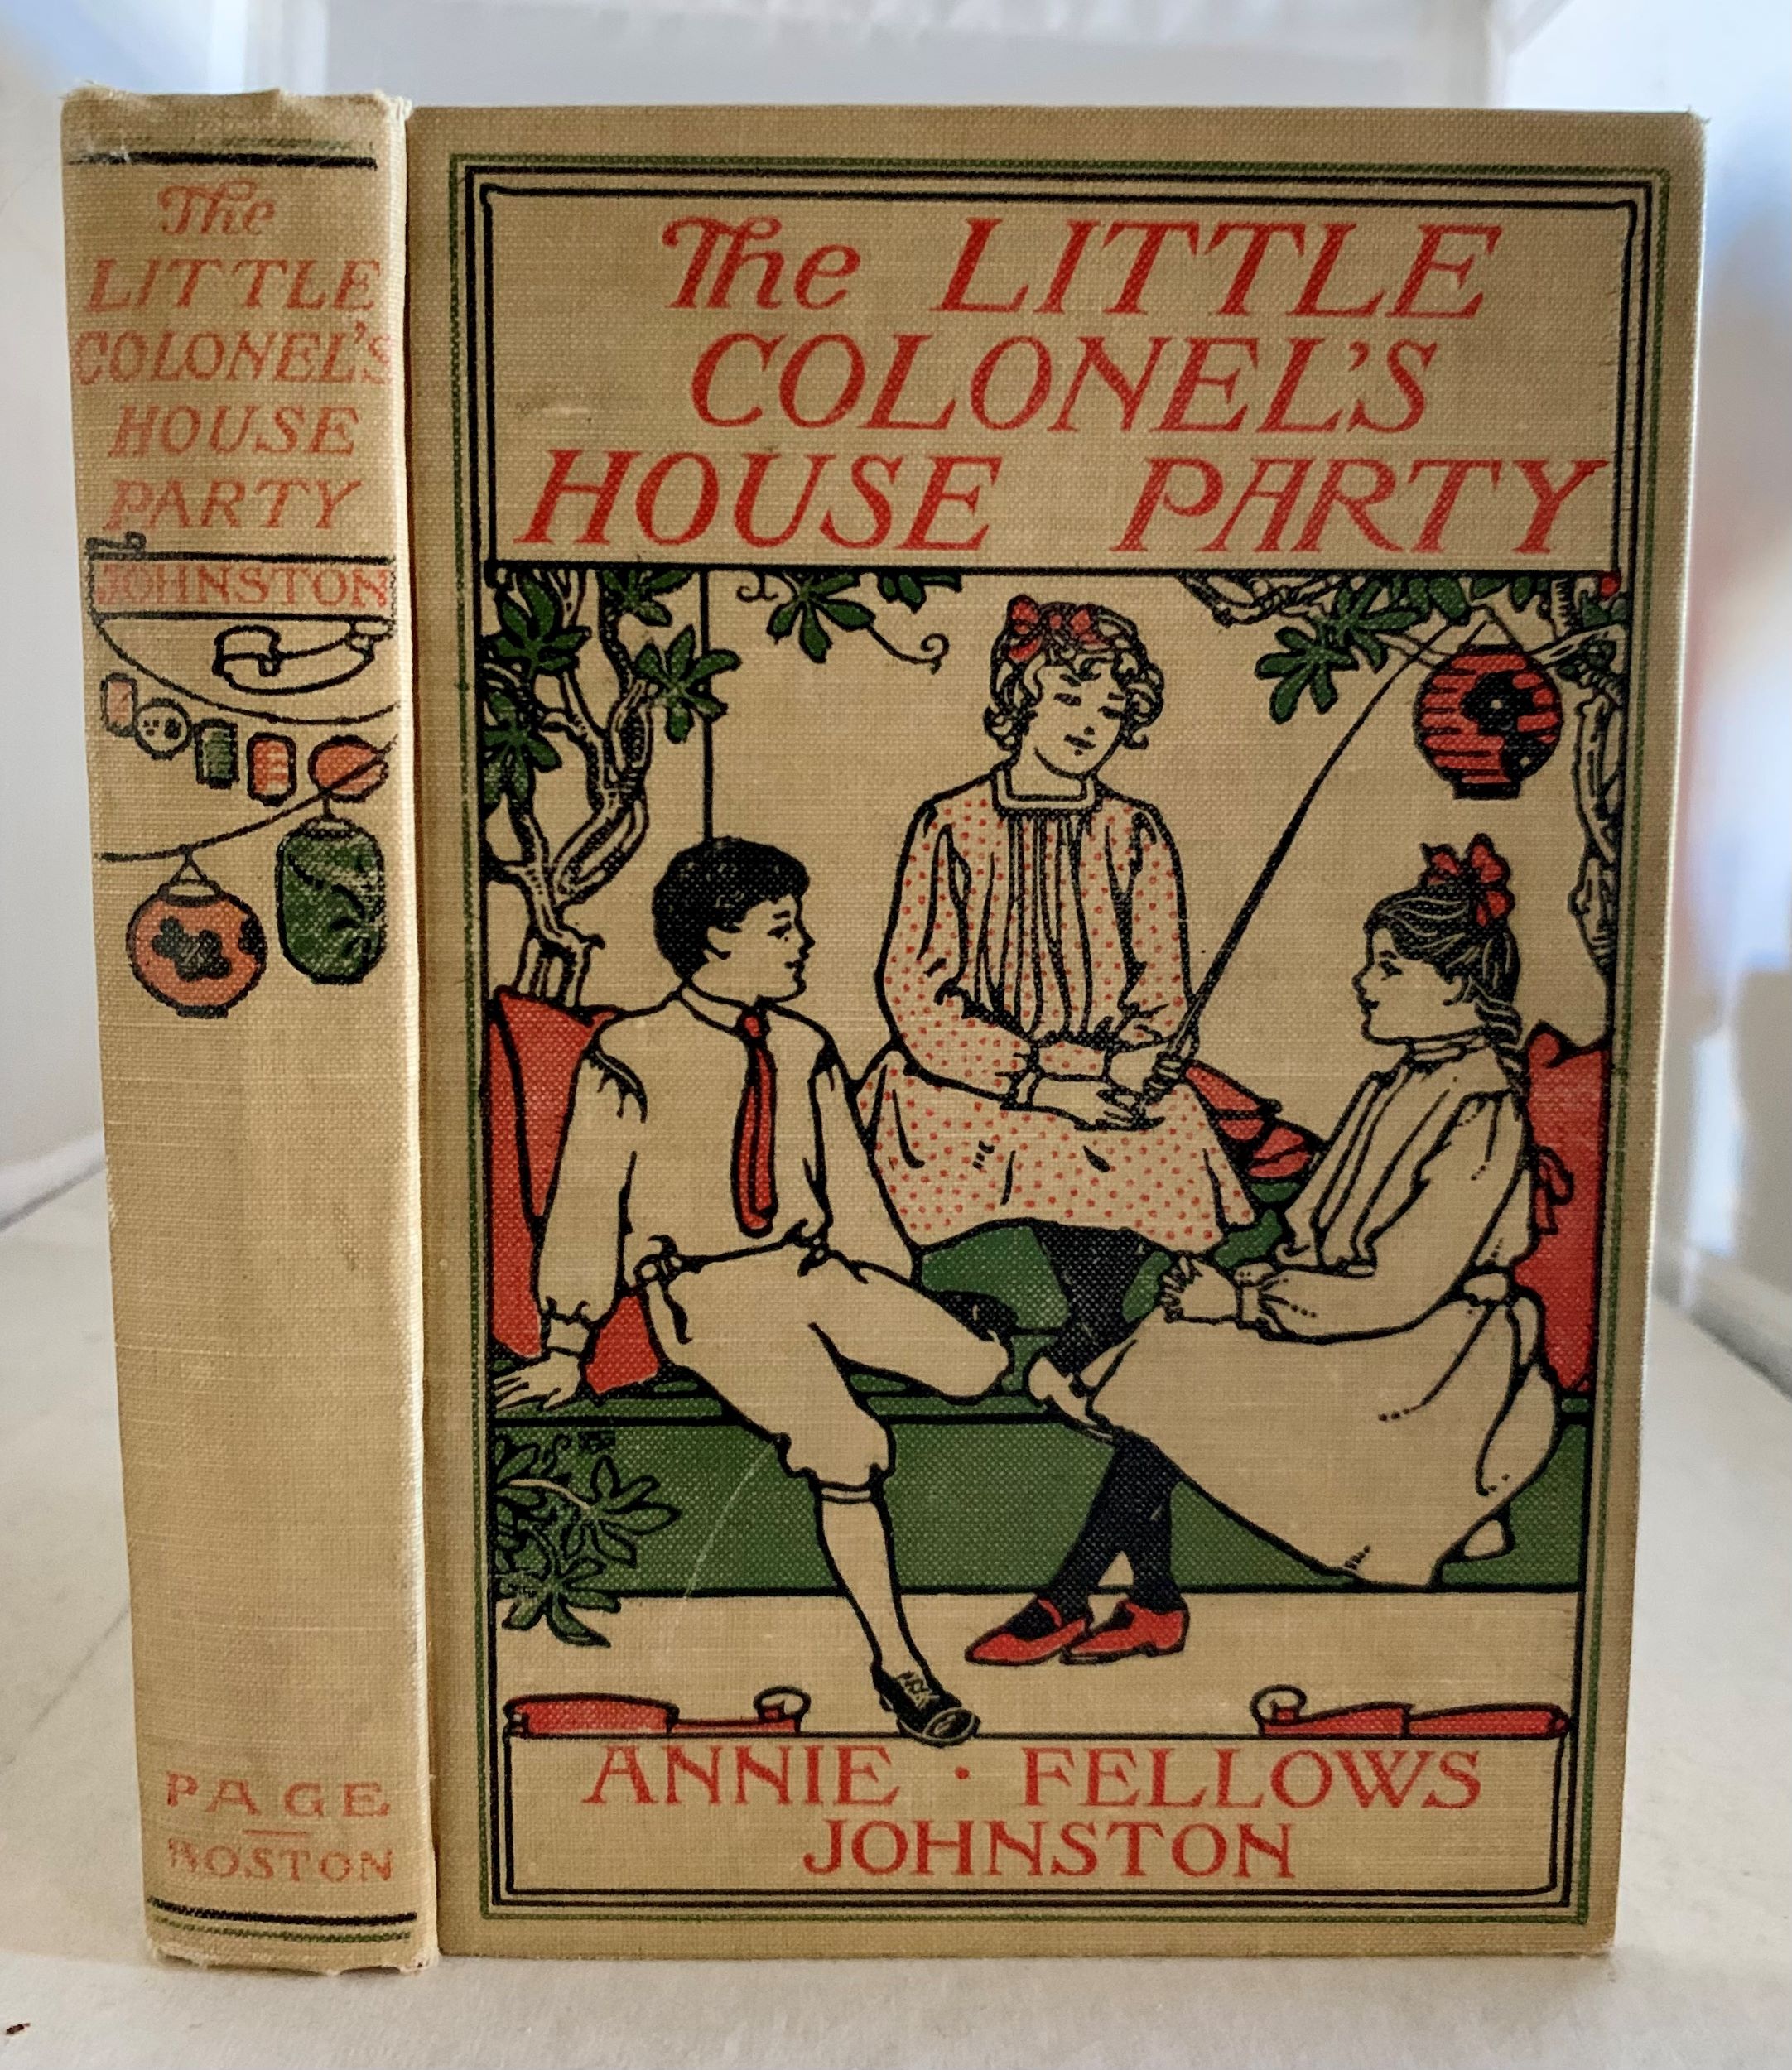 The
LITTLE
COLONEL'S
HOUSE
PARTY
JOHNSTON
PAGE
BOSTON
The LITTLE
COLONEL'S
HOUSE PARTY
ANNIE · FELLOWS
JOHNSTON